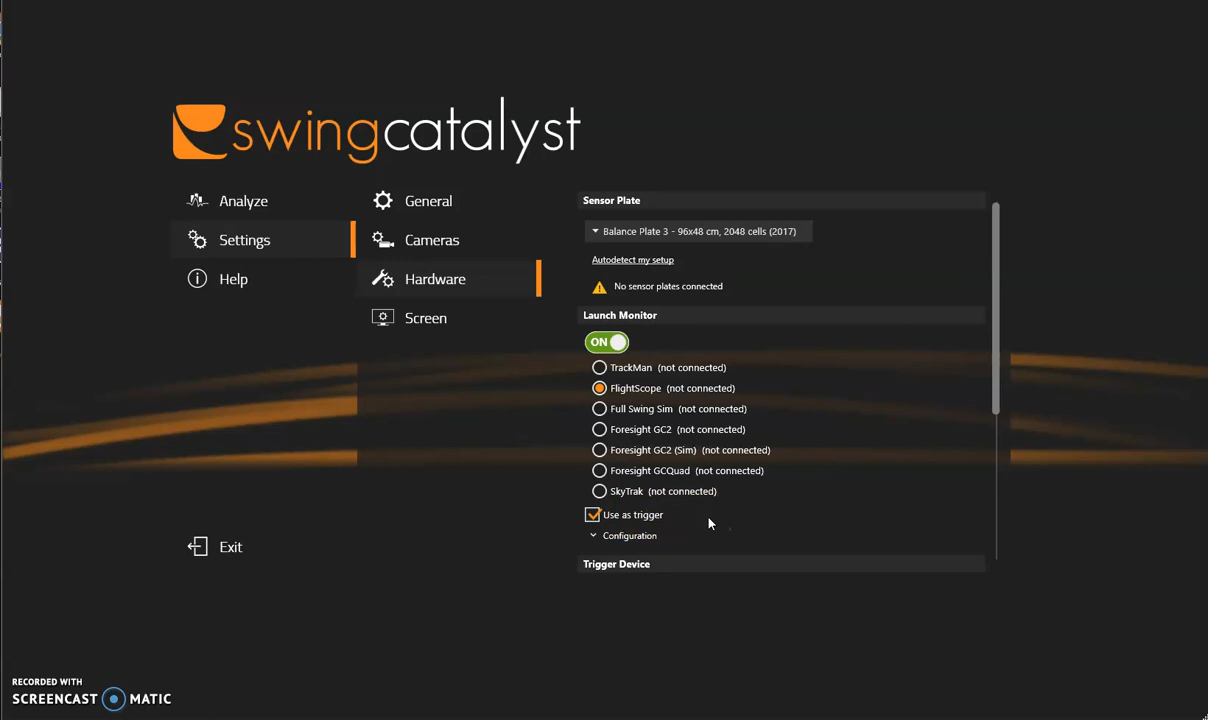 swingcatalyst
Analyze
Settings
Help
Exit
General
Cameras
Hardware
Screen
Sensor Plate
Balance Plate 3 - 96x48 cm, 2048 cells (2017)
Autodetect my setup
No sensor plates connected
Launch Monitor
ON
TrackMan (not connected)
FlightScope (not connected)
Full Swing Sim (not connected)
Foresight GC2 (not connected)
Foresight GC2 (Sim) (not connected)
Foresight GCQuad (not connected)
SkyTrak (not connected)
Use as trigger
Configuration
Trigger Device
RECORDED WITH
SCREENCAST MATIC